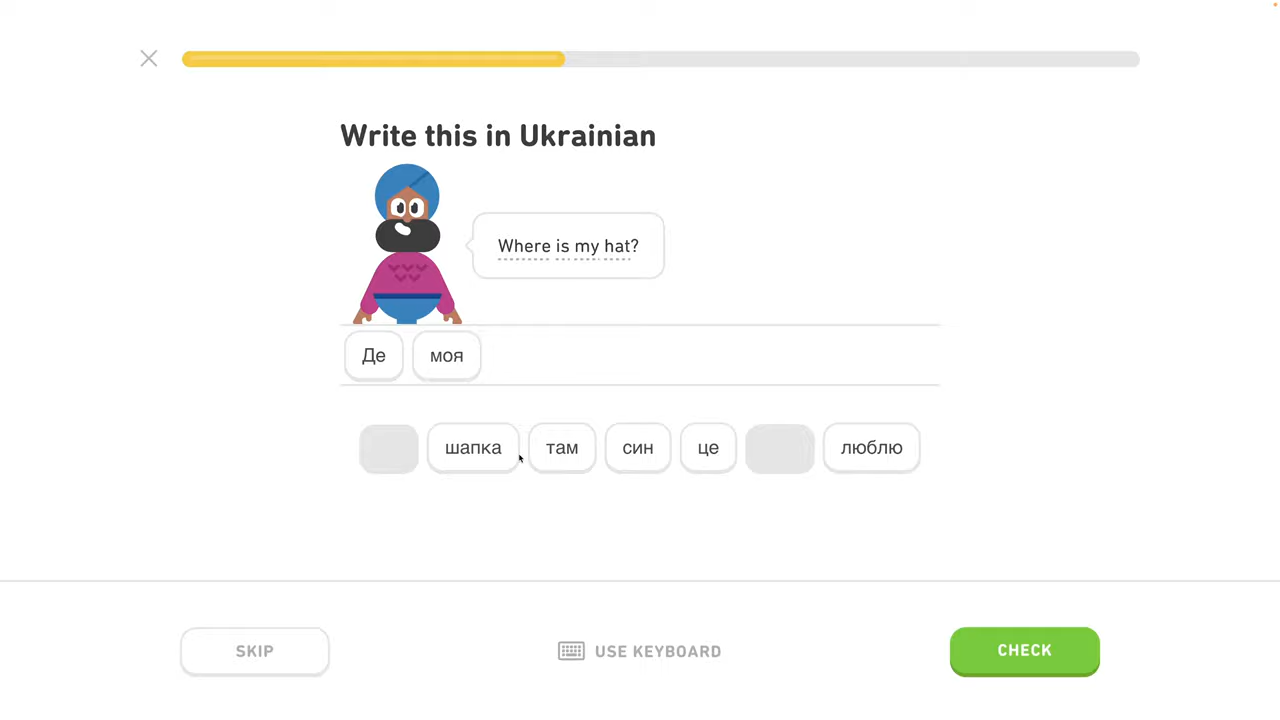 Write this in Ukrainian
Where is my hat?
Де моя
шапка там син це люблю
SKIP USE KEYBOARD CHECK